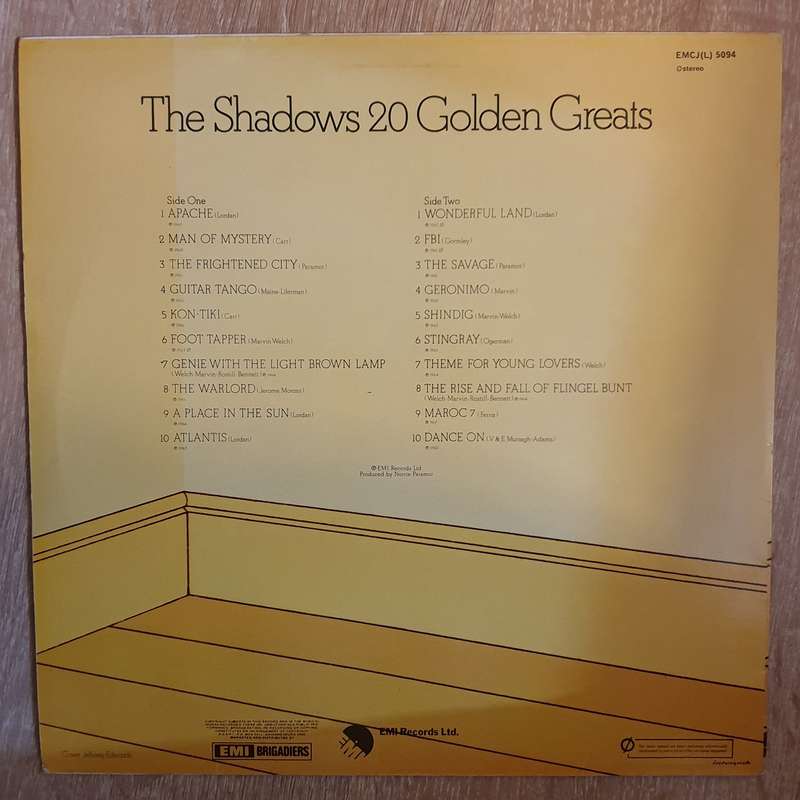 EMCJ(L) 5094
stereo
The Shadows 20 Golden Greats
Side One
1 APACHE (Lordan)
2 MAN OF MYSTERY (Carr)
3 THE FRIGHTENED CITY (Paramor)
4 GUITAR TANGO (Maine-Liferman)
5 KON-TIKI (Carr)
6 FOOT TAPPER (Marvin Welch)
7 GENIE WITH THE LIGHT BROWN LAMP
(Welch-Marvin-Rostill-Bennett)
8 THE WARLORD (Jerome Moross)
9 A PLACE IN THE SUN (Lordan)
10 ATLANTIS (Lordan)
Side Two
1 WONDERFUL LAND (Lordan)
2 FBI (Gormley)
3 THE SAVAGE (Paramor)
4 GERONIMO (Marvin)
5 SHINDIG (Marvin-Welch)
6 STINGRAY (Ogerman)
7 THEME FOR YOUNG LOVERS (Welch)
8 THE RISE AND FALL OF FLINGEL BUNT
(Welch-Marvin-Rostill-Bennett)
9 MAROC 7 (Ferris)
10 DANCE ON (V & E Murtagh-Adams)
℗ EMI Records Ltd
Produced by Norrie Paramor
EMI BRIGADIERS
EMI Records Ltd.
Cover Johnny Edwards